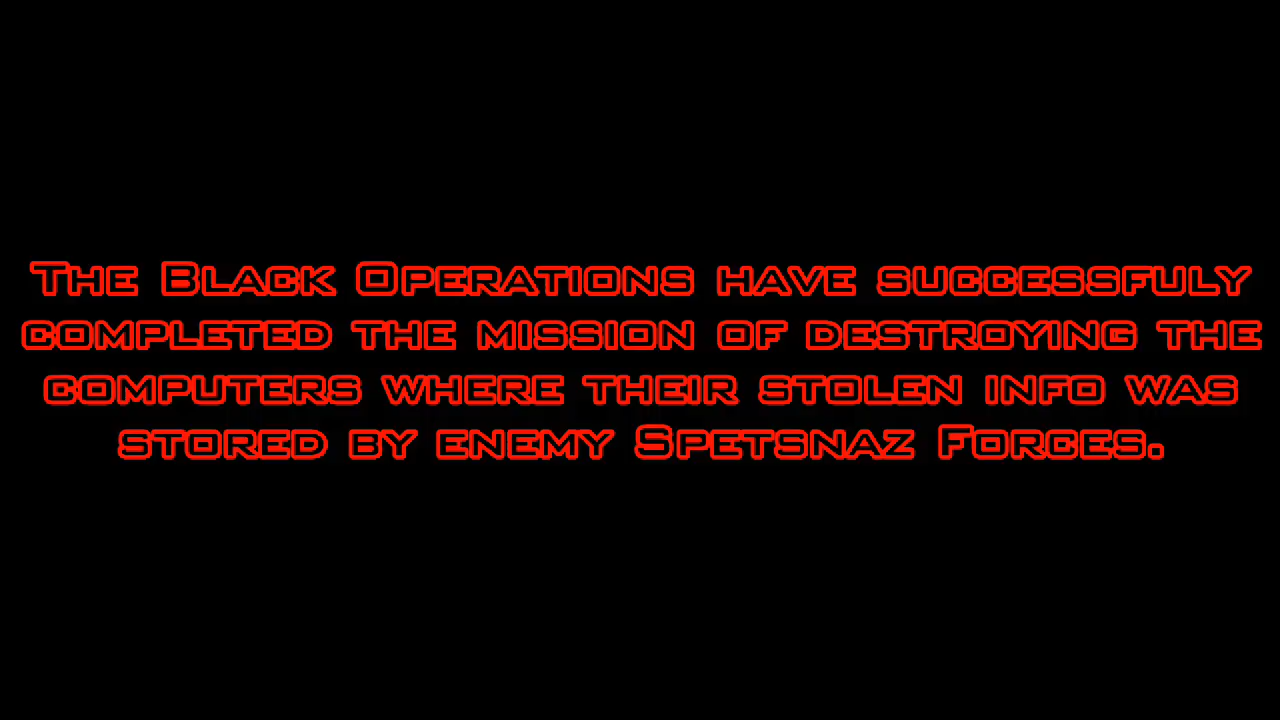 The Black Operations have successfuly
completed the mission of destroying the
computers where their stolen info was
stored by enemy Spetsnaz Forces.